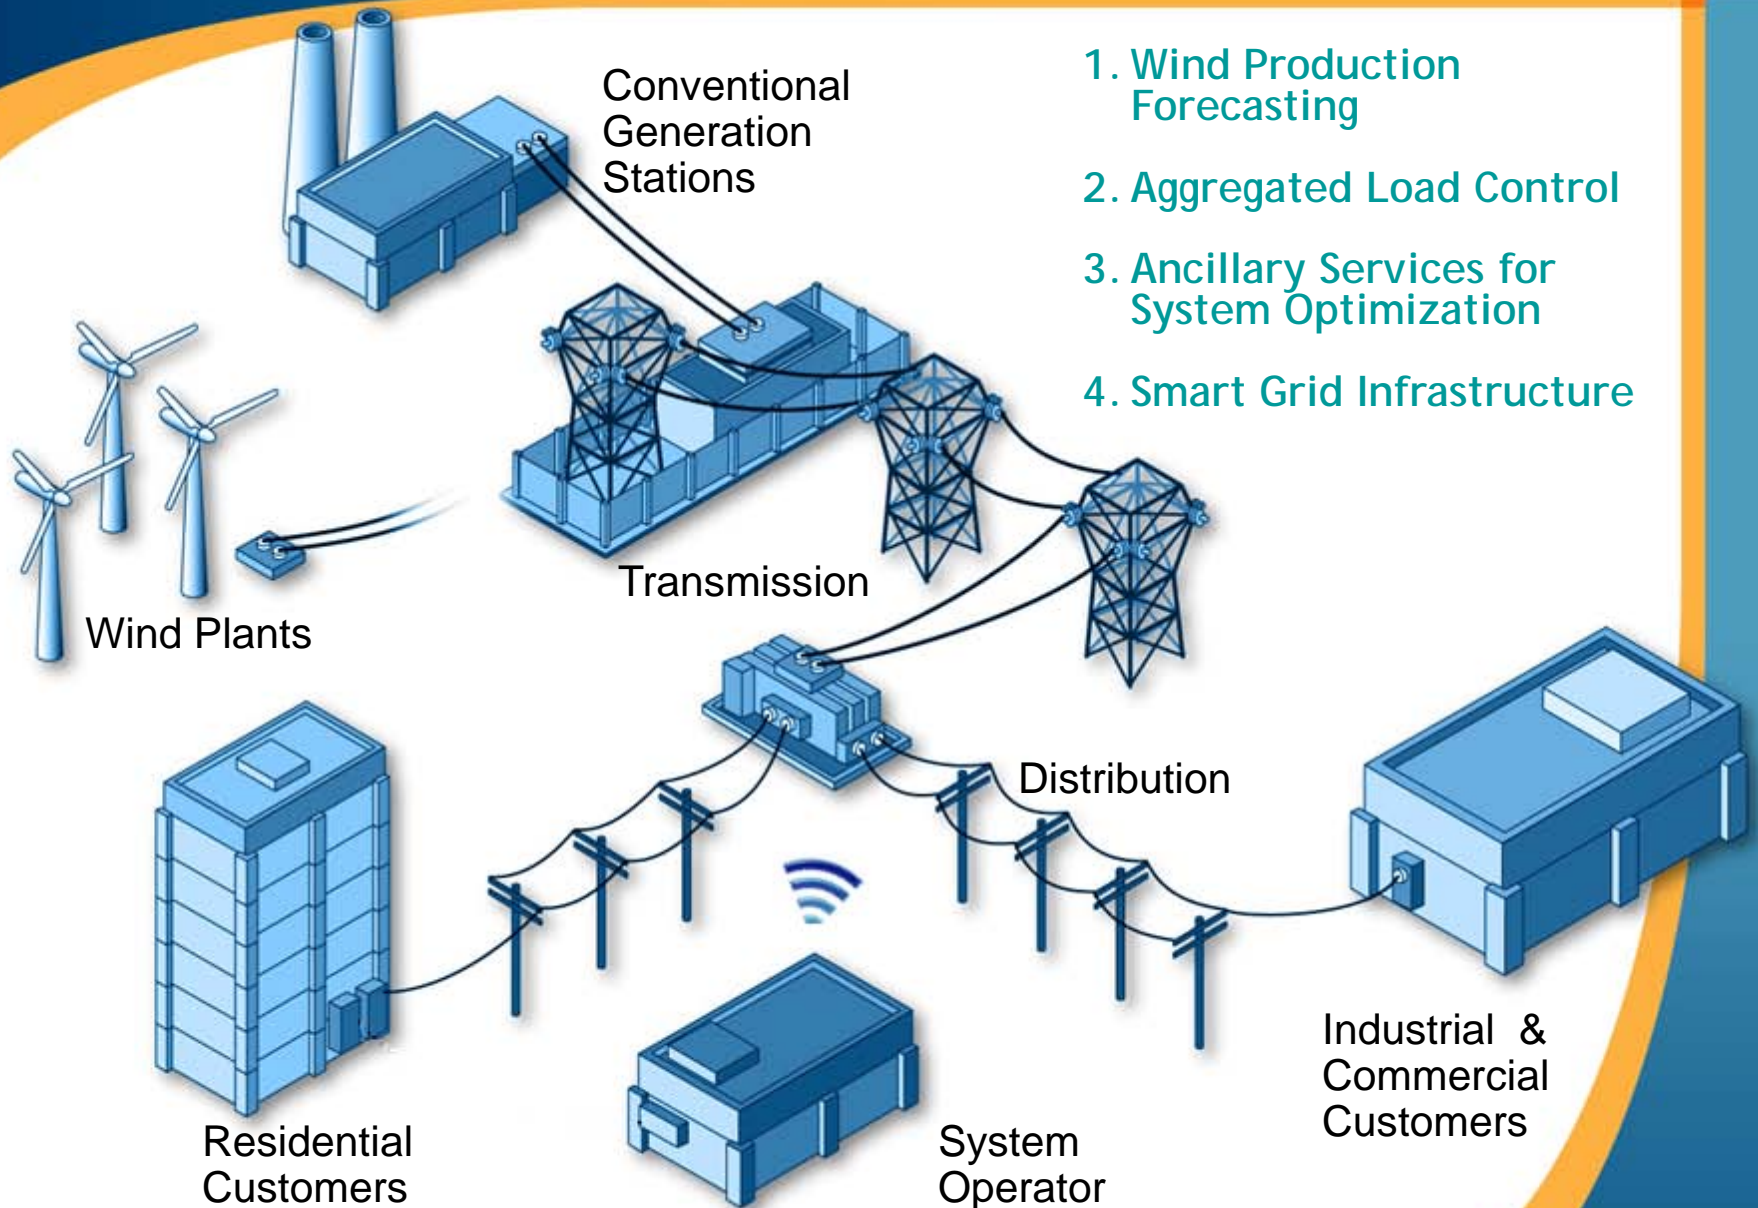 Conventional
Generation
Stations
1. Wind Production
Forecasting
2. Aggregated Load Control
3. Ancillary Services for
System Optimization
4. Smart Grid Infrastructure
Transmission
Wind Plants
Distribution
Industrial &
Commercial
Customers
Residential
Customers
System
Operator